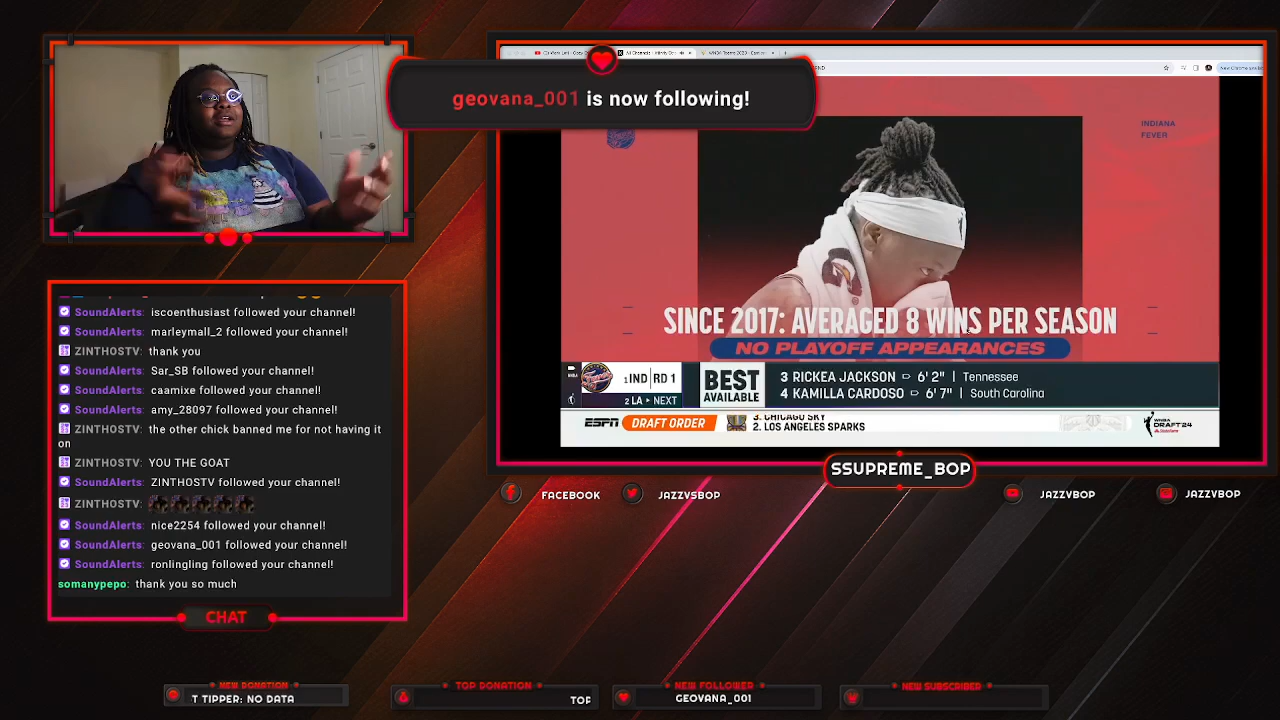 geovana_001 is now following!
INDIANA
FEVER
SINCE 2017: AVERAGED 8 WINS PER SEASON
NO PLAYOFF APPEARANCES
1 IND RD 1
2 LA NEXT
BEST
AVAILABLE
3 RICKEA JACKSON 6' 2" | Tennessee
4 KAMILLA CARDOSO 6' 7" | South Carolina
ESPN DRAFT ORDER
3. CHICAGO SKY
2. LOS ANGELES SPARKS
WNBA
DRAFT'24
SSUPREME_BOP
FACEBOOK
JAZZVSBOP
JAZZVBOP
JAZZVBOP
SoundAlerts: iscoenthusiast followed your channel!
SoundAlerts: marleymall_2 followed your channel!
ZINTHOSTV: thank you
SoundAlerts: Sar_SB followed your channel!
SoundAlerts: caamixe followed your channel!
SoundAlerts: amy_28097 followed your channel!
ZINTHOSTV: the other chick banned me for not having it
on
ZINTHOSTV: YOU THE GOAT
SoundAlerts: ZINTHOSTV followed your channel!
ZINTHOSTV:
SoundAlerts: nice2254 followed your channel!
SoundAlerts: geovana_001 followed your channel!
SoundAlerts: ronlingling followed your channel!
somanypepo: thank you so much
CHAT
NEW DONATION
T TIPPER: NO DATA
TOP DONATION
TOP
NEW FOLLOWER
GEOVANA_001
NEW SUBSCRIBER